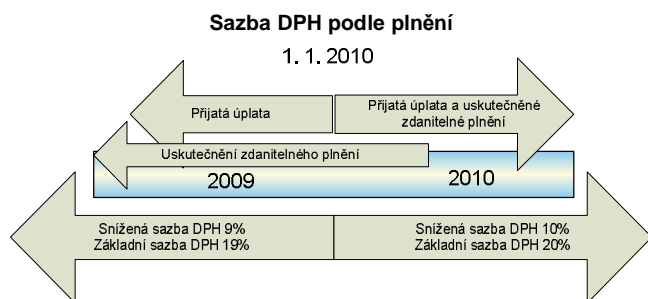 Sazba DPH podle plnění
1. 1. 2010
Přijatá úplata
Přijatá úplata a uskutečněné
zdanitelné plnění
Uskutečnění zdanitelného plnění
2009
2010
Snížená sazba DPH 9%
Základní sazba DPH 19%
Snížená sazba DPH 10%
Základní sazba DPH 20%